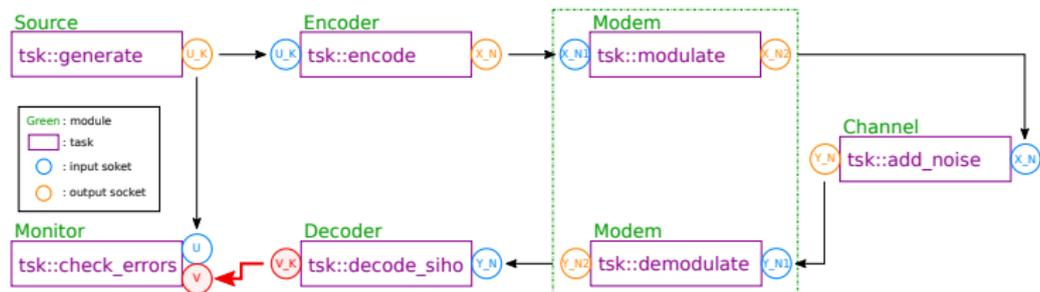 Source
Encoder
Modem
tsk::generate
U_K
U_K
tsk::encode
X_N
X_N1
tsk::modulate
X_N2
Green : module
: task
: input soket
: output socket
Channel
Y_N
tsk::add_noise
X_N
Monitor
Decoder
Modem
tsk::check_errors
U
V
V_K
tsk::decode_siho
Y_N
Y_N2
tsk::demodulate
Y_N1